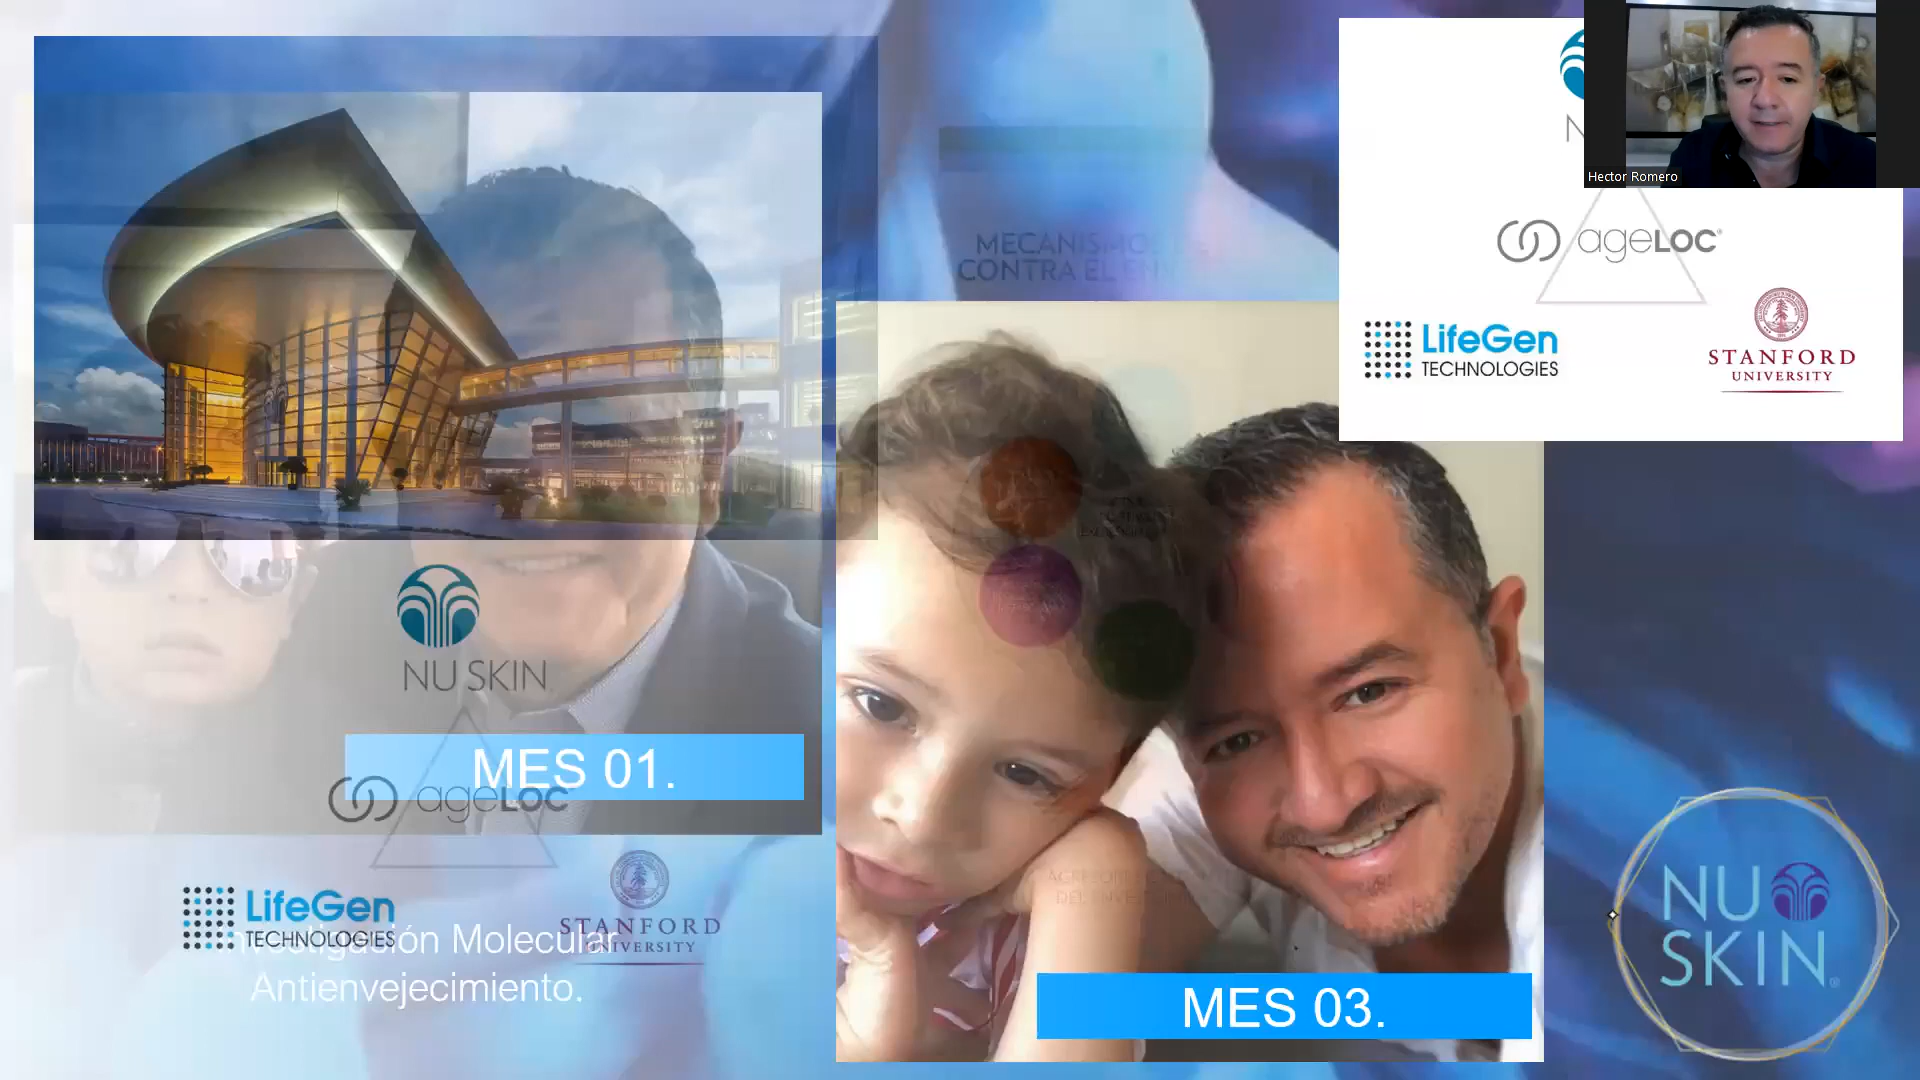 Hector Romero
ageLOC
LifeGen
TECHNOLOGIES
STANFORD
UNIVERSITY
MECANISMO
CONTRA EL EN
NU SKIN
MES 01.
ageLOC
LifeGen
TECHNOLOGIES
STANFORD
UNIVERSITY
Investigación Molecular
Antienvejecimiento.
MES 03.
NU
SKIN